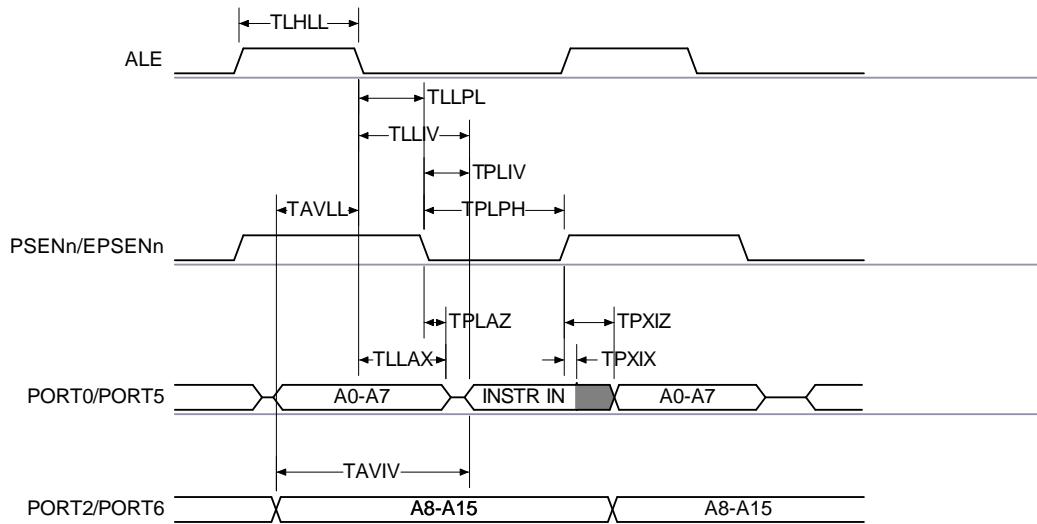 TLHLL
ALE
TLLPL
TLLIV
TPLIV
TAVLL
TPLPH
PSENn/EPSENn
TPLAZ
TPXIZ
TLLAX
TPXIX
PORT0/PORT5
A0-A7
INSTR IN
A0-A7
TAVIV
PORT2/PORT6
A8-A15
A8-A15